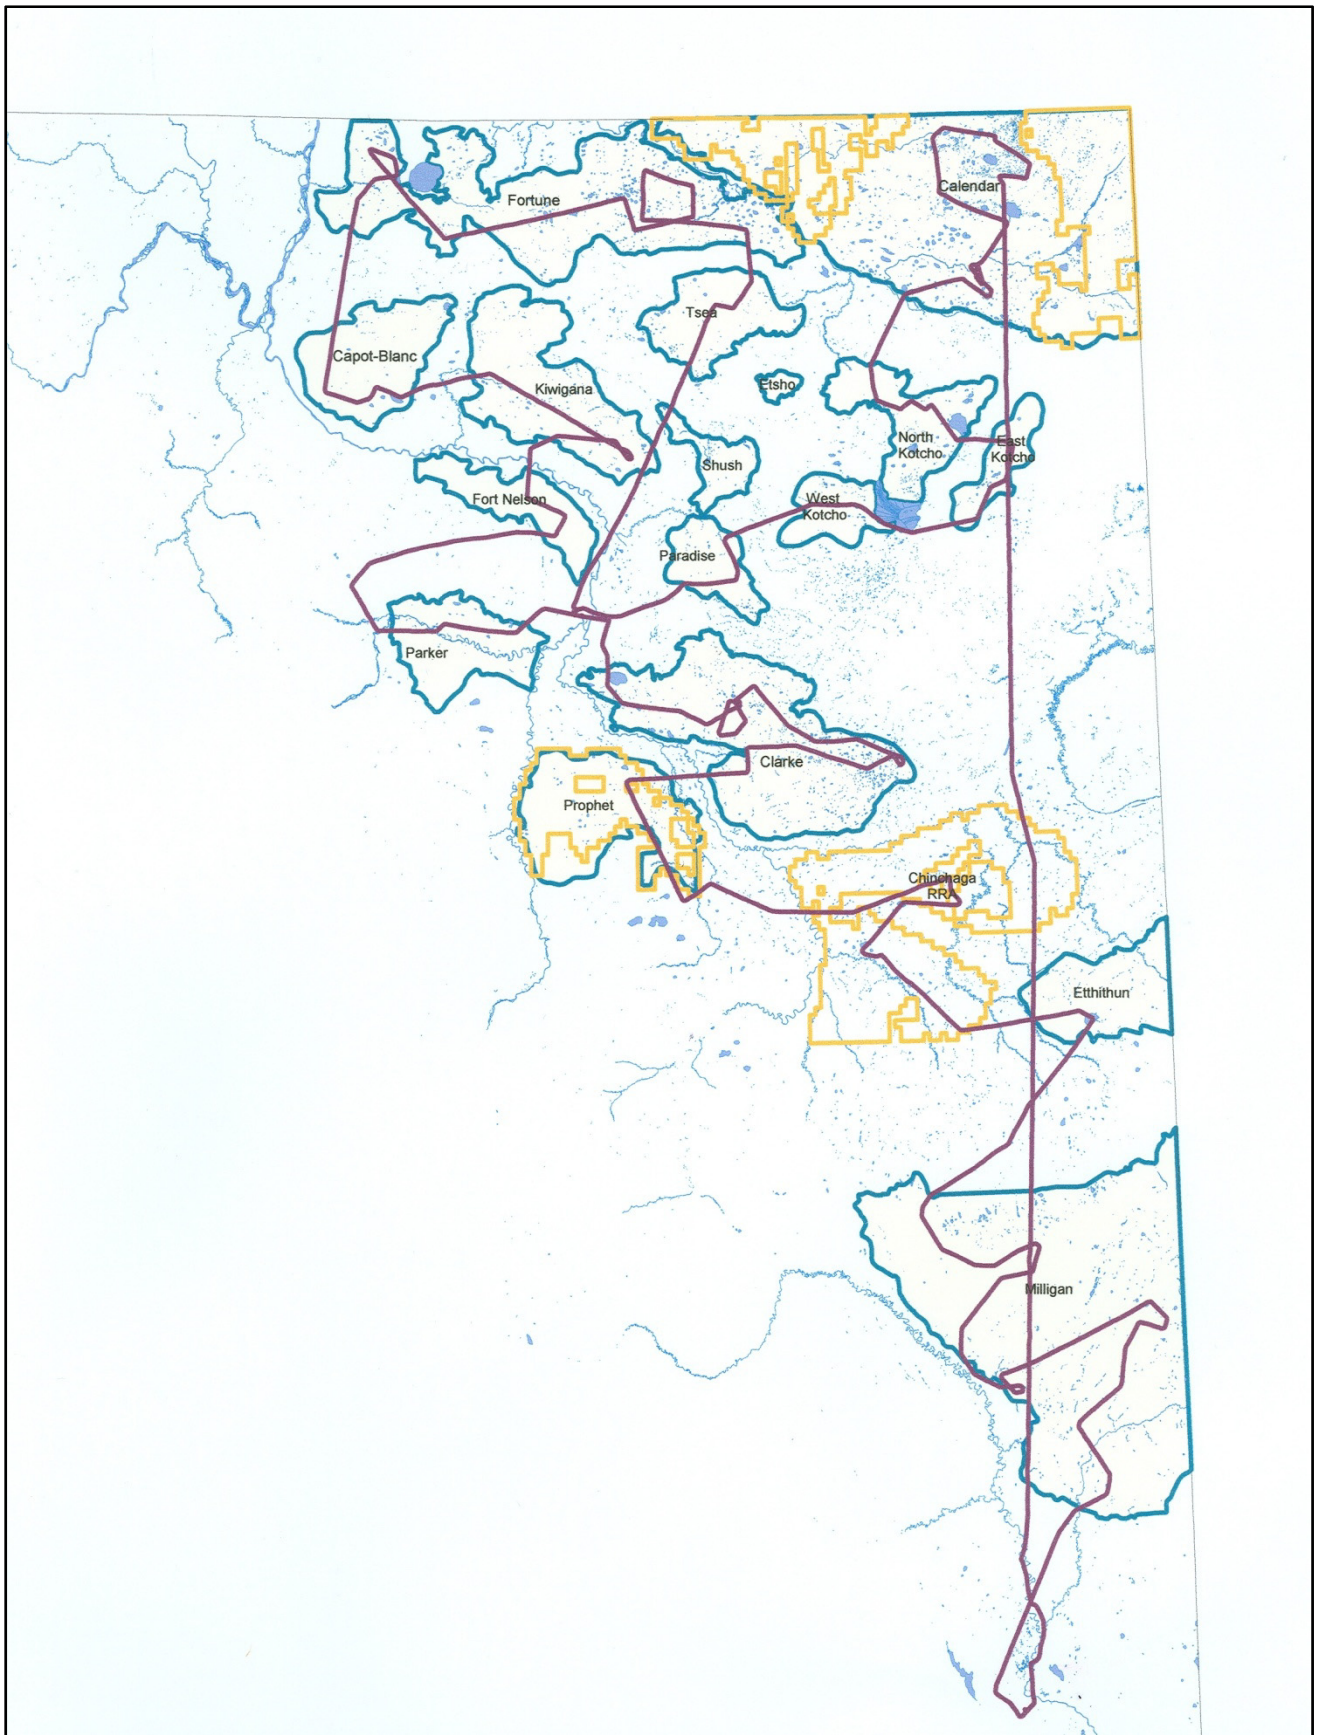 Calendar
Fortune
Tsea
Capot-Blanc
Etsho
Kiwigana
North
Kotcho
East
Kotcho
Shush
Fort Nelson
West
Kotcho
Paradise
Parker
Clarke
Prophet
Chinchaga
RRA
Etthithun
Milligan